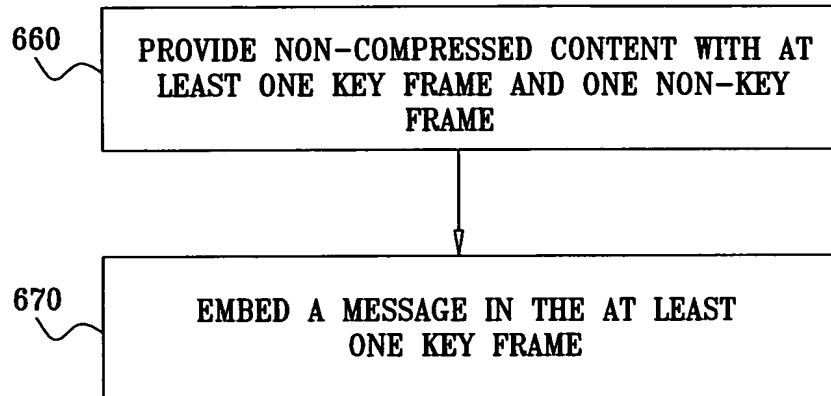 660
PROVIDE NON-COMPRESSED CONTENT WITH AT
LEAST ONE KEY FRAME AND ONE NON-KEY
FRAME
670
EMBED A MESSAGE IN THE AT LEAST
ONE KEY FRAME